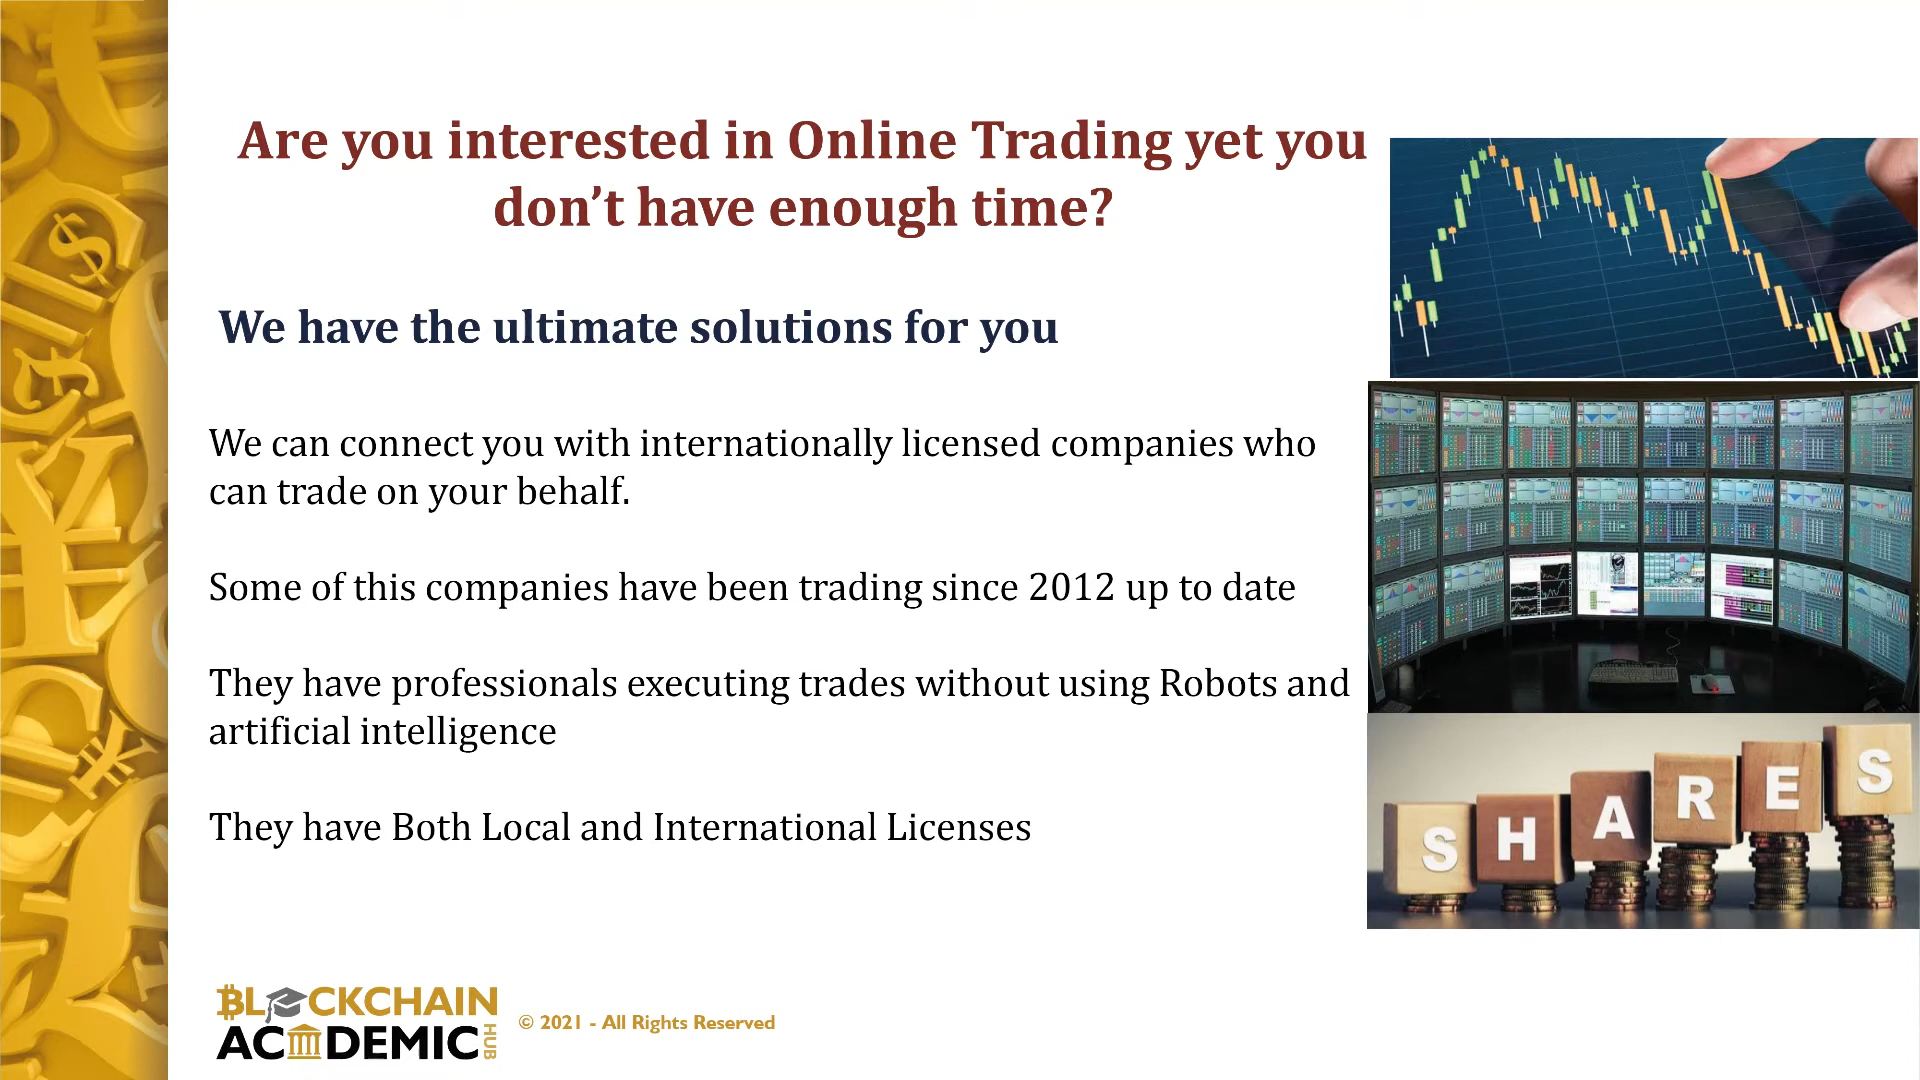 Are you interested in Online Trading yet you
don’t have enough time?
We have the ultimate solutions for you
We can connect you with internationally licensed companies who
can trade on your behalf.
Some of this companies have been trading since 2012 up to date
They have professionals executing trades without using Robots and
artificial intelligence
They have Both Local and International Licenses
SHARES
BLOCKCHAIN
ACADEMIC HUB
© 2021 - All Rights Reserved